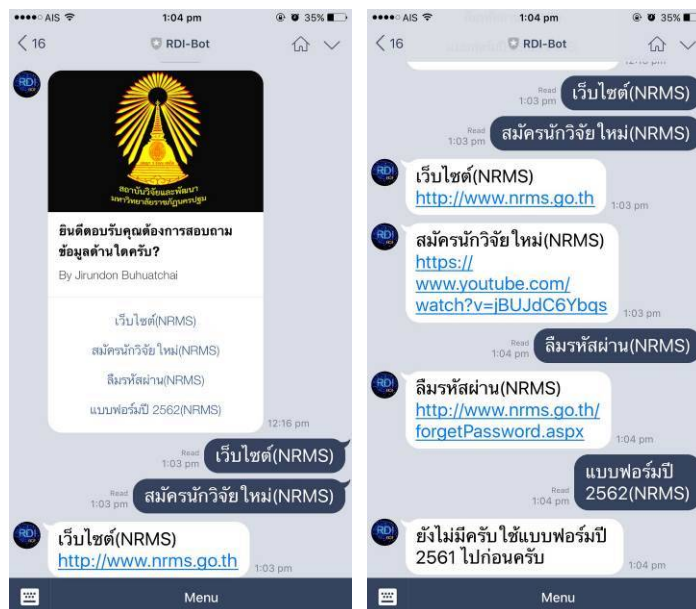 AIS
1:04 pm
35%
16
RDI-Bot
RDI
BOT
สถาบันวิจัยและพัฒนา
มหาวิทยาลัยราชภัฏนครปฐม
ยินดีตอบรับคุณต้องการสอบถาม
ข้อมูลด้านใดครับ?
By Jirundon Buhuatchai
เว็บไซต์(NRMS)
สมัครนักวิจัยใหม่(NRMS)
ลืมรหัสผ่าน(NRMS)
แบบฟอร์มปี 2562(NRMS)
12:16 pm
Read
1:03 pm
เว็บไซต์(NRMS)
Read
1:03 pm
สมัครนักวิจัยใหม่(NRMS)
RDI
BOT
เว็บไซต์(NRMS)
http://www.nrms.go.th
1:03 pm
Menu
AIS
1:04 pm
35%
16
RDI-Bot
Read
1:03 pm
เว็บไซต์(NRMS)
Read
1:03 pm
สมัครนักวิจัยใหม่(NRMS)
RDI
เว็บไซต์(NRMS)
http://www.nrms.go.th
1:03 pm
RDI
สมัครนักวิจัยใหม่(NRMS)
https://
www.youtube.com/
watch?v=jBUJdC6Ybqs
1:03 pm
Read
1:04 pm
ลืมรหัสผ่าน(NRMS)
RDI
ลืมรหัสผ่าน(NRMS)
http://www.nrms.go.th/
forgetPassword.aspx
1:04 pm
Read
1:04 pm
แบบฟอร์มปี
2562(NRMS)
RDI
ยังไม่มีครับ ใช้แบบฟอร์มปี
2561 ไปก่อนครับ
1:04 pm
Menu